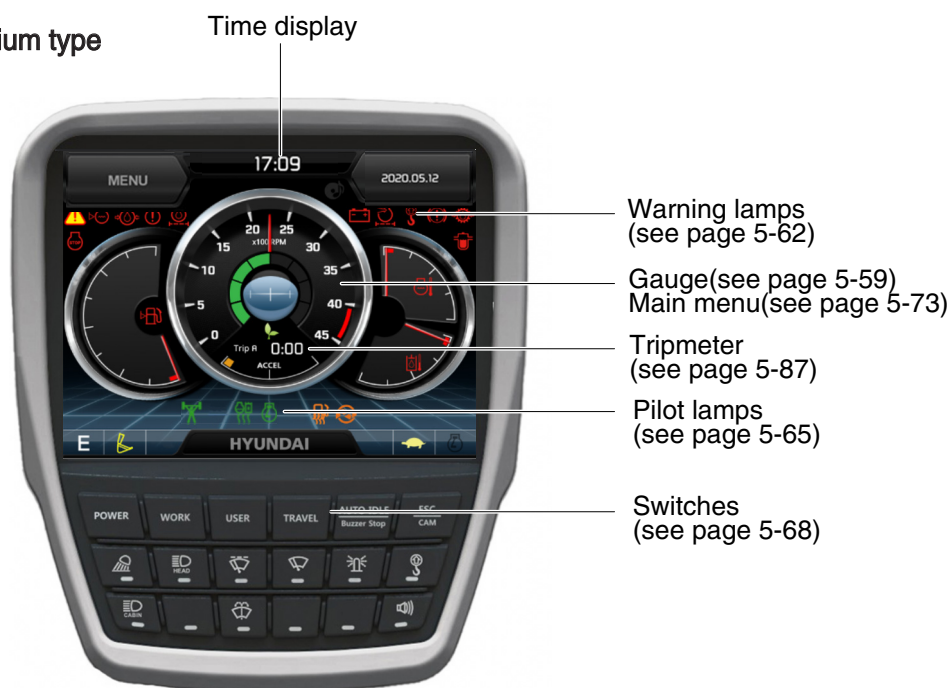 ium type
Time display
MENU
17:09
2020.05.12
x100 RPM
0
5
10
15
20
25
30
35
40
45
Trip A 0:00
ACCEL
E
HYUNDAI
Warning lamps
(see page 5-62)
Gauge(see page 5-59)
Main menu(see page 5-73)
Tripmeter
(see page 5-87)
Pilot lamps
(see page 5-65)
Switches
(see page 5-68)
POWER
WORK
USER
TRAVEL
AUTO IDLE
Buzzer Stop
ESC
CAM
HEAD
CABIN